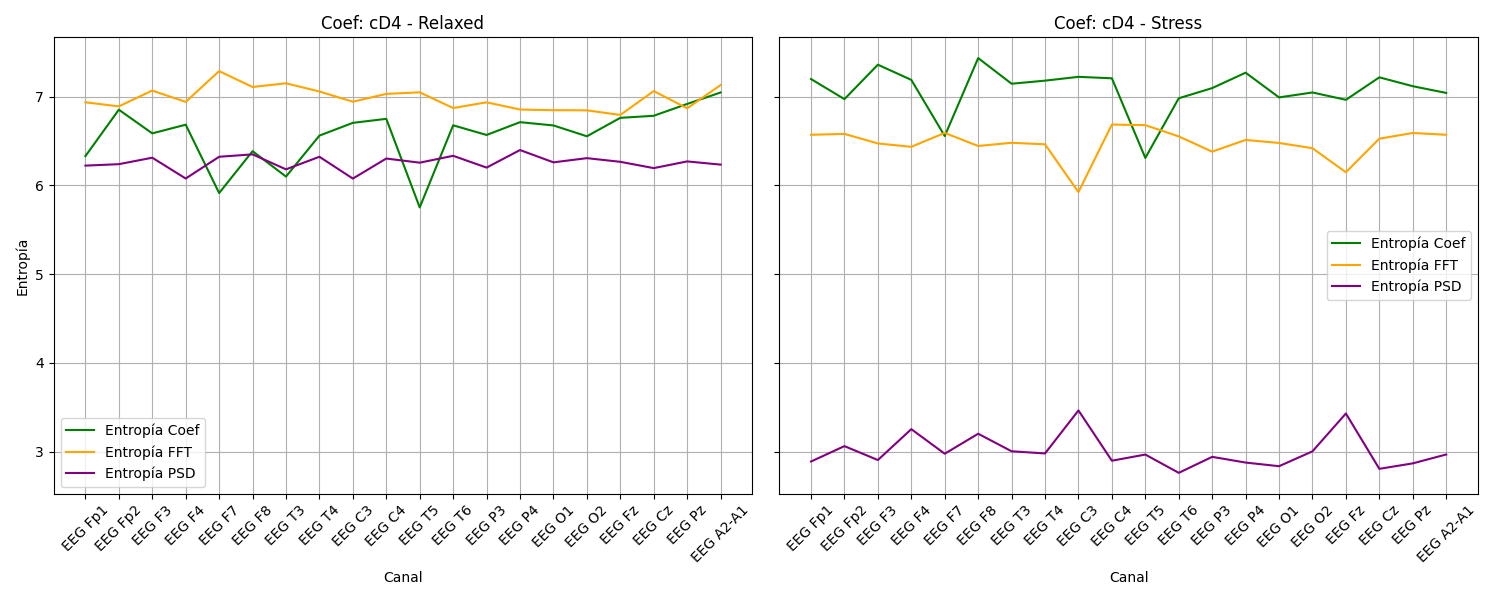 Coef: cD4 - Relaxed
Entropía
7
6
5
4
3
Entropía Coef
Entropía FFT
Entropía PSD
EEG Fp1
EEG Fp2
EEG F3
EEG F4
EEG F7
EEG F8
EEG T3
EEG T4
EEG C3
EEG C4
EEG T5
EEG T6
EEG P3
EEG P4
EEG O1
EEG O2
EEG Fz
EEG Cz
EEG Pz
EEG A2-A1
Canal
Coef: cD4 - Stress
Entropía Coef
Entropía FFT
Entropía PSD
EEG Fp1
EEG Fp2
EEG F3
EEG F4
EEG F7
EEG F8
EEG T3
EEG T4
EEG C3
EEG C4
EEG T5
EEG T6
EEG P3
EEG P4
EEG O1
EEG O2
EEG Fz
EEG Cz
EEG Pz
EEG A2-A1
Canal